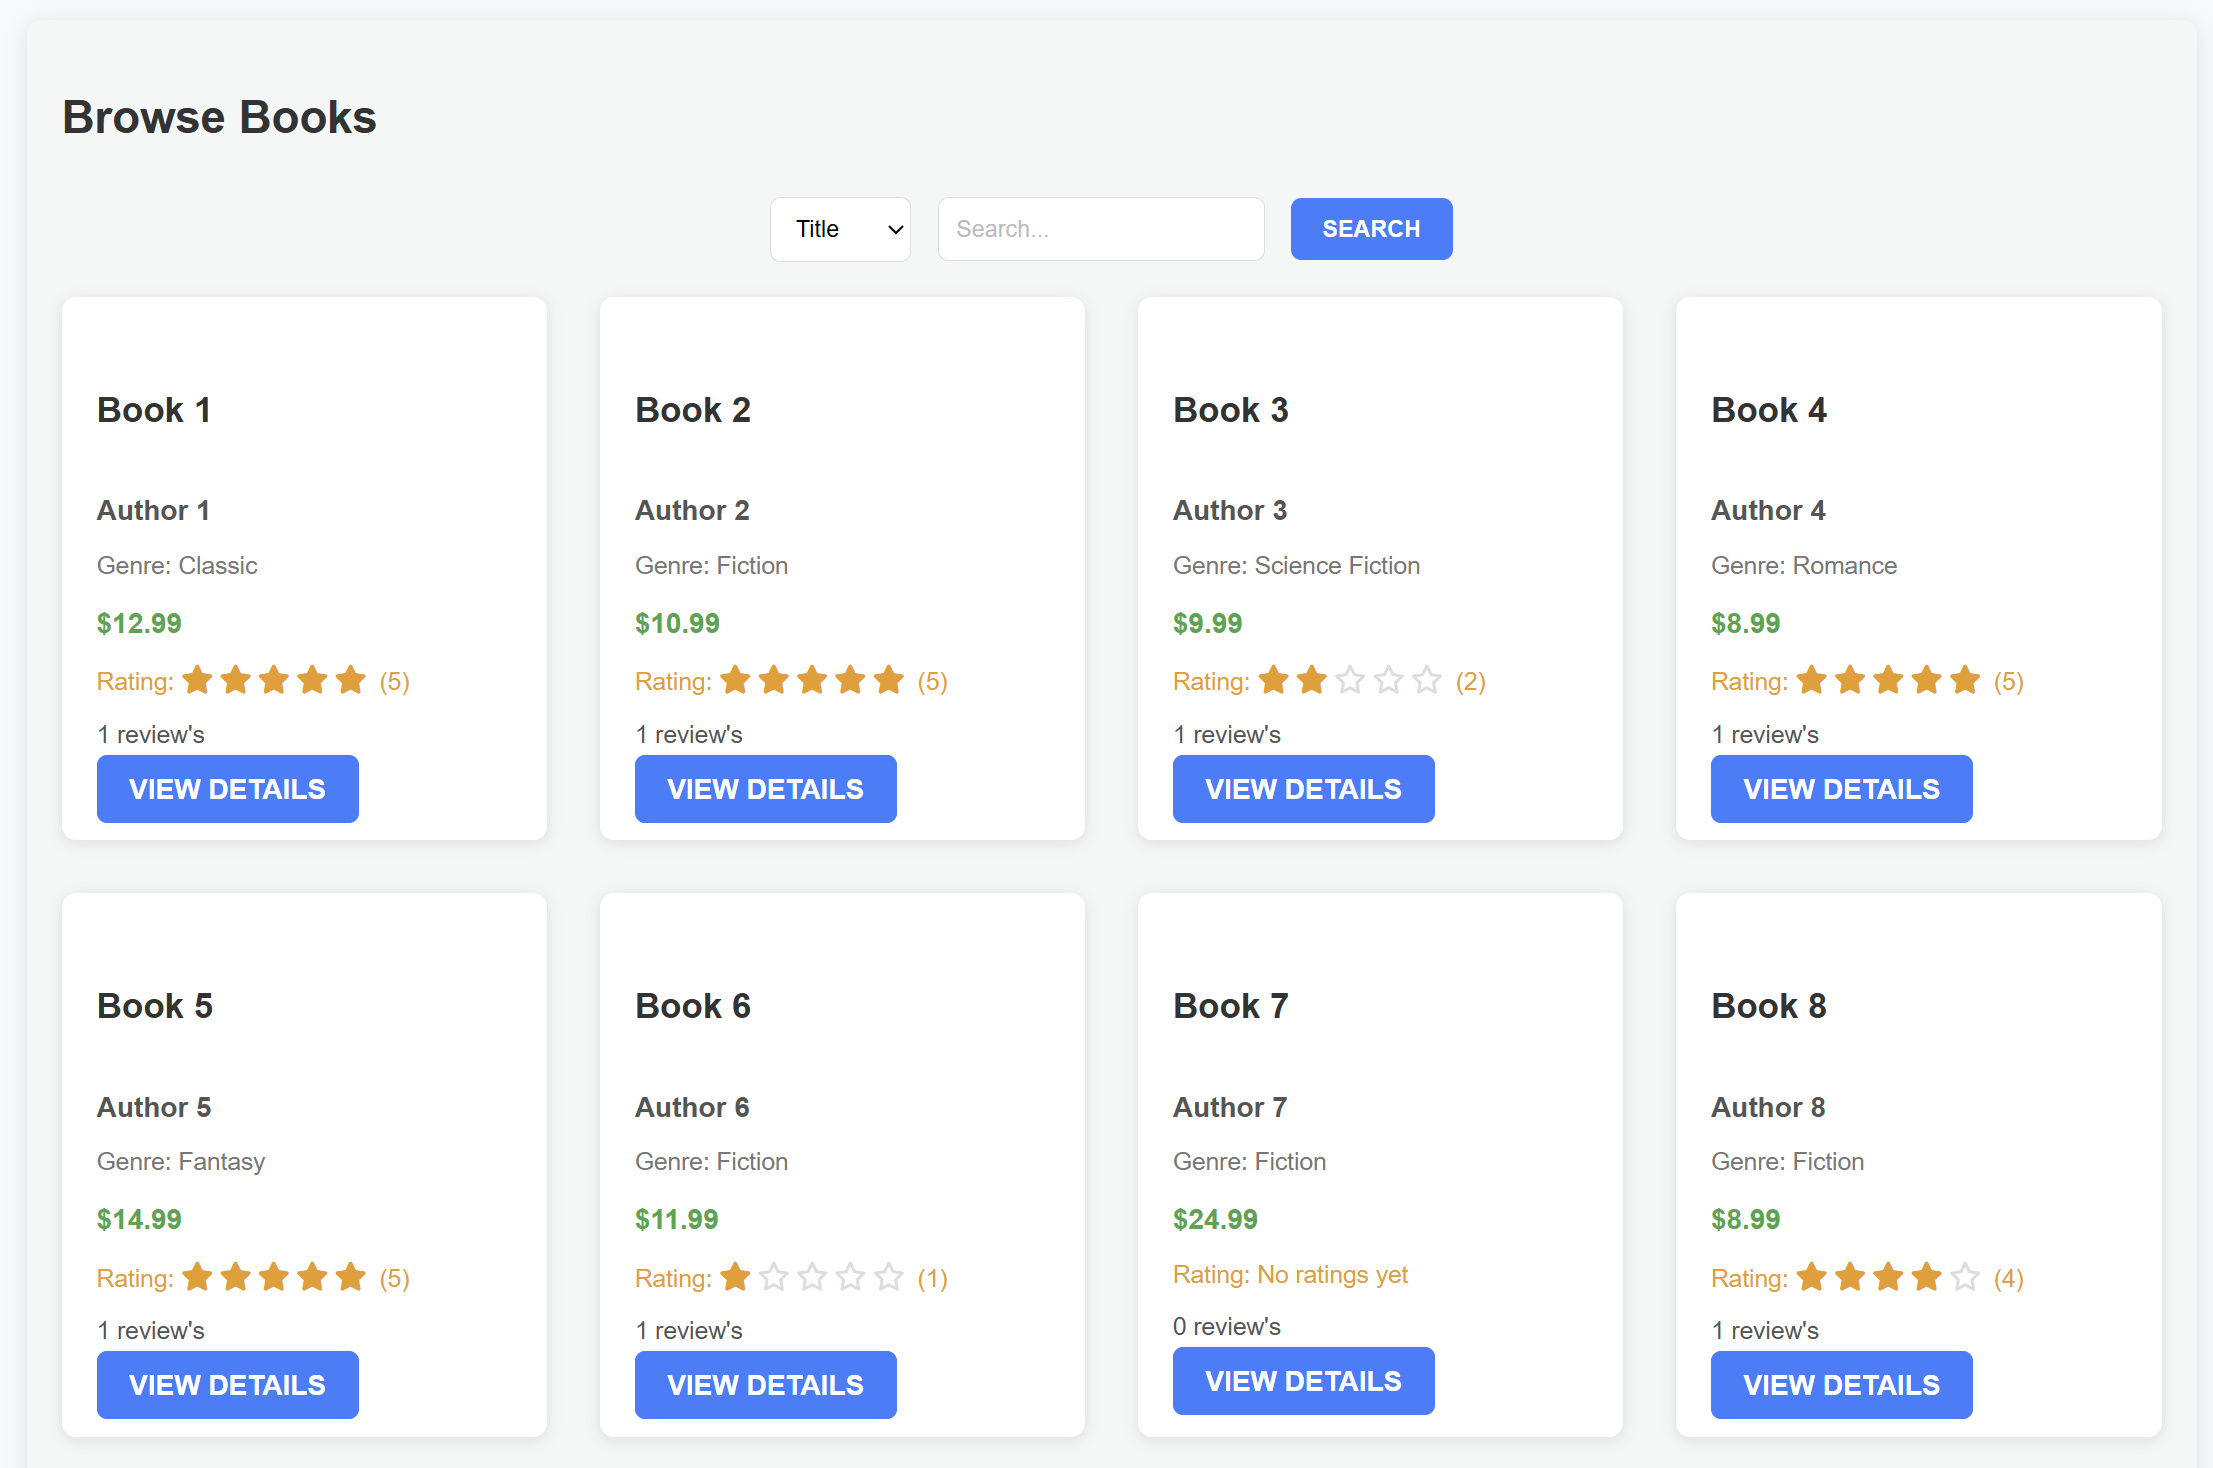 Browse Books
Title
Search...
SEARCH
Book 1
Author 1
Genre: Classic
$12.99
Rating: (5)
1 review's
VIEW DETAILS
Book 2
Author 2
Genre: Fiction
$10.99
Rating: (5)
1 review's
VIEW DETAILS
Book 3
Author 3
Genre: Science Fiction
$9.99
Rating: (2)
1 review's
VIEW DETAILS
Book 4
Author 4
Genre: Romance
$8.99
Rating: (5)
1 review's
VIEW DETAILS
Book 5
Author 5
Genre: Fantasy
$14.99
Rating: (5)
1 review's
VIEW DETAILS
Book 6
Author 6
Genre: Fiction
$11.99
Rating: (1)
1 review's
VIEW DETAILS
Book 7
Author 7
Genre: Fiction
$24.99
Rating: No ratings yet
0 review's
VIEW DETAILS
Book 8
Author 8
Genre: Fiction
$8.99
Rating: (4)
1 review's
VIEW DETAILS